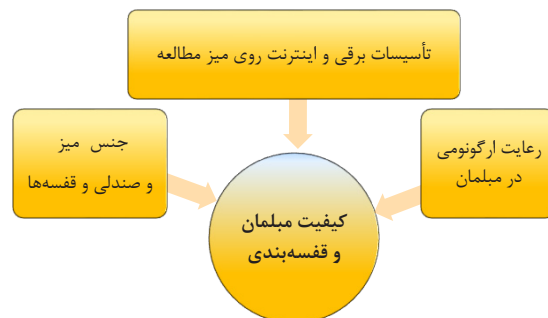 تأسیسات برقی و اینترنت روی میز مطالعه
رعایت ارگونومی
در مبلمان
جنس میز
و صندلی و قفسه‌ها
کیفیت مبلمان
و قفسه‌بندی